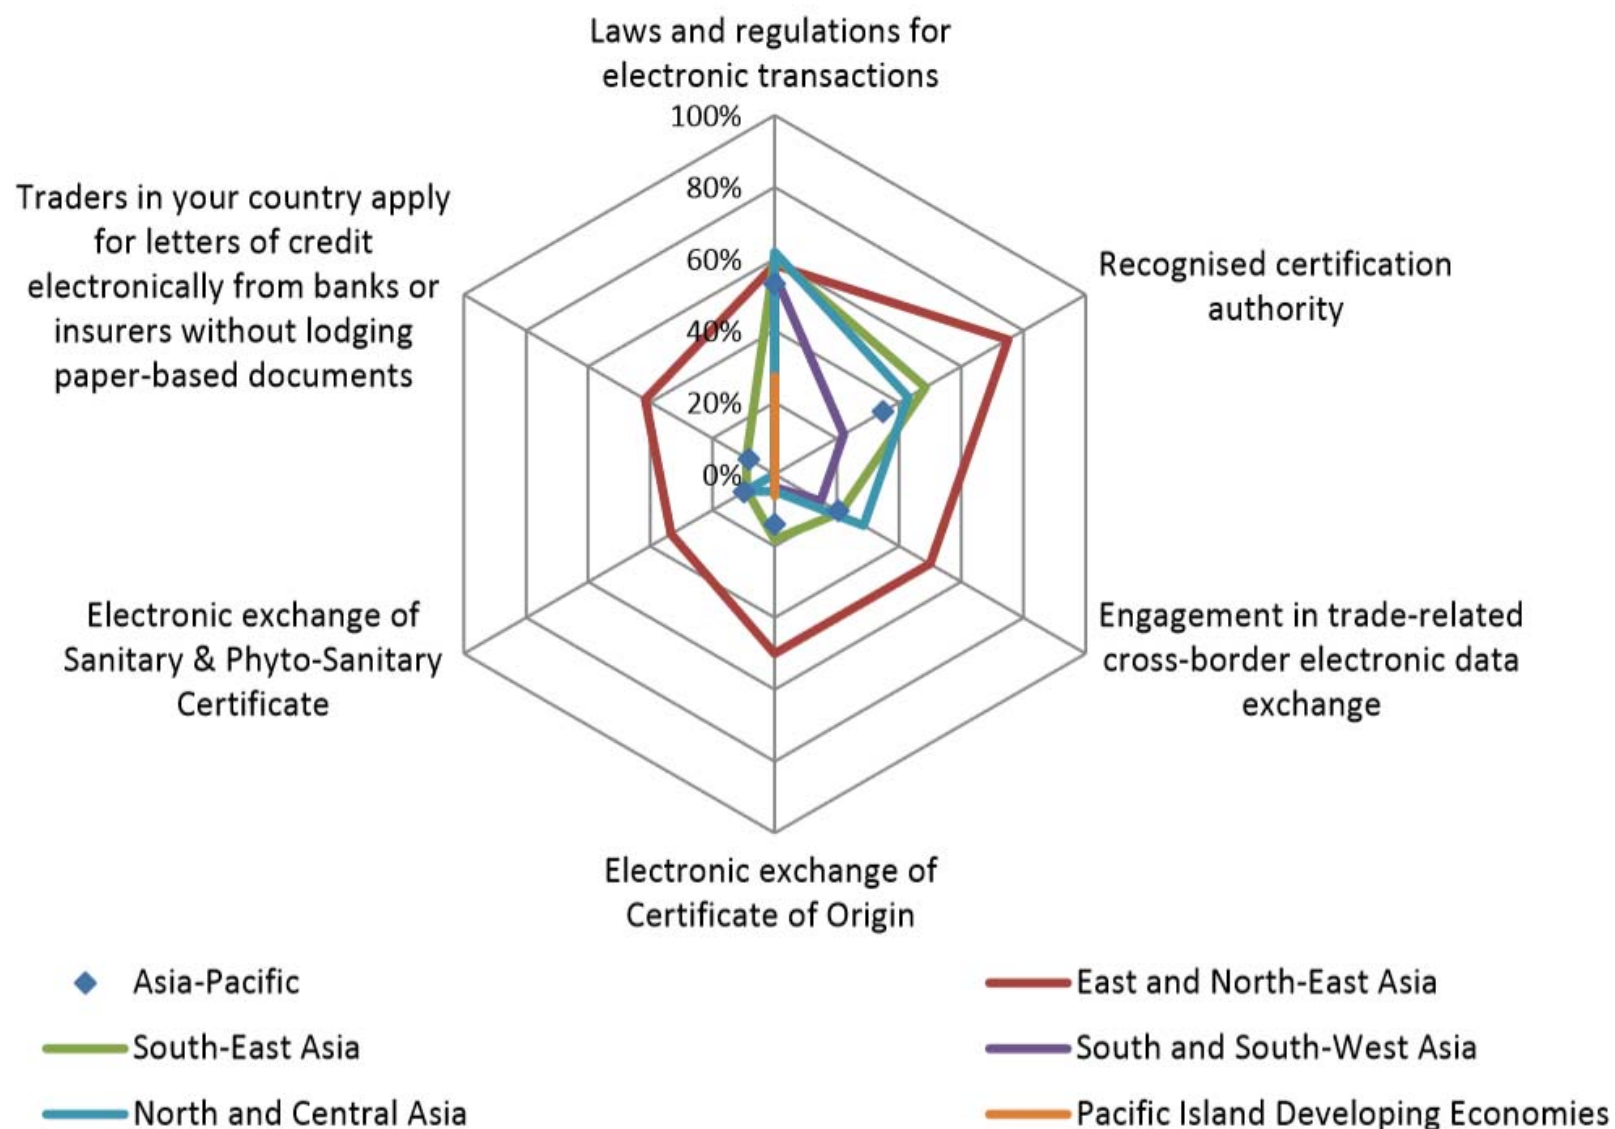 Laws and regulations for
electronic transactions
100%
80%
60%
40%
20%
0%
Recognised certification
authority
Engagement in trade-related
cross-border electronic data
exchange
Electronic exchange of
Certificate of Origin
Electronic exchange of
Sanitary & Phyto-Sanitary
Certificate
Traders in your country apply
for letters of credit
electronically from banks or
insurers without lodging
paper-based documents
Asia-Pacific
East and North-East Asia
South-East Asia
South and South-West Asia
North and Central Asia
Pacific Island Developing Economies